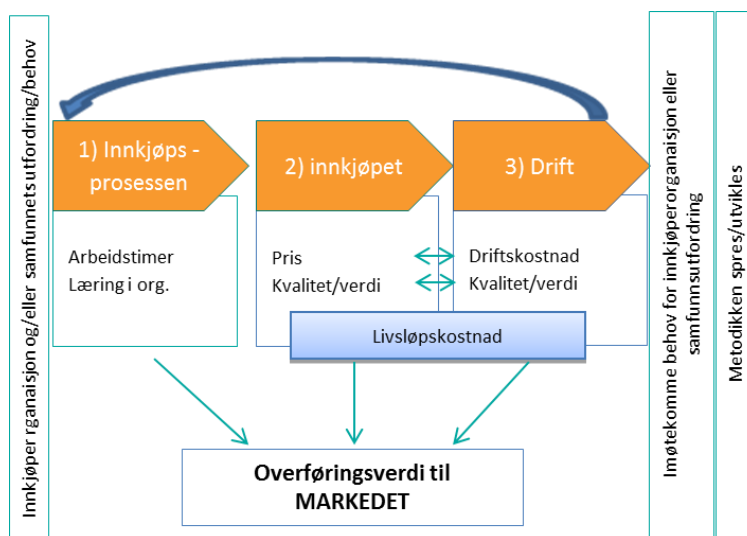 Innkjøper rganaisjon og/eller samfunnetsutfordring/behov
1) Innkjøps -
prosessen
2) innkjøpet
3) Drift
Arbeidstimer
Læring i org.
Pris
Kvalitet/verdi
Driftskostnad
Kvalitet/verdi
Livsløpskostnad
Overføringsverdi til
MARKEDET
Imøtekomme behov for innkjøperorganaisjon eller
samfunnsutfordring
Metodikken spres/utvikles